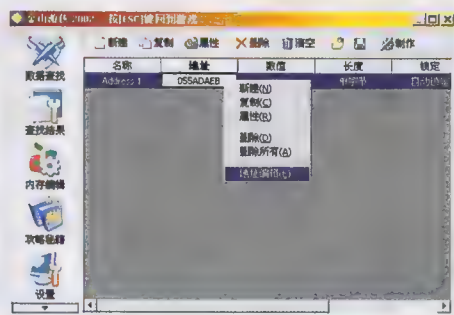 金山游侠 2002 - 按[ESC]键回到游戏
新建 复制 属性 删除 清空 制作
数据查找
查找结果
内存编辑
攻略秘籍
设置
名称 地址 数值 长度 锁定
Address 1 055ADAEB
新建(N)
复制(C)
属性(R)
删除(D)
删除所有(A)
地址编辑(E)